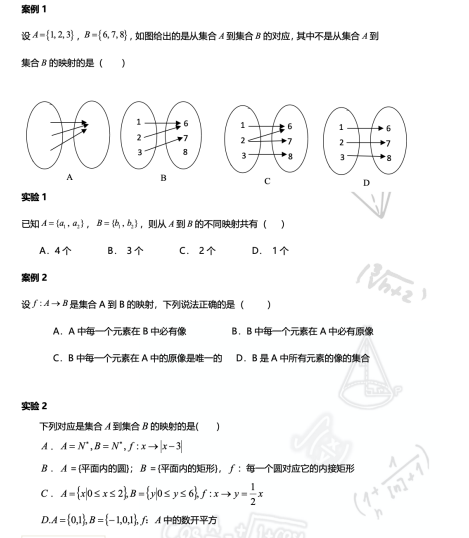 案例 1
设 A={1, 2, 3} , B={6, 7, 8} , 如图给出的是从集合 A 到集合 B 的对应, 其中不是从集合 A 到
集合 B 的映射的是 ( )
1 6
2 7
3 8
1 6
2 7
3 8
1 6
2 7
3 8
A B C D
实验 1
已知 A = {a₁ , a₂} , B = {b₁ , b₂} , 则从 A 到 B 的不同映射共有 ( )
A. 4 个 B. 3 个 C. 2 个 D. 1 个
案例 2
设 f : A → B 是集合 A 到 B 的映射, 下列说法正确的是 ( )
A. A 中每一个元素在 B 中必有像 B. B 中每一个元素在 A 中必有原像
C. B 中每一个元素在 A 中的原像是唯一的 D. B 是 A 中所有元素的像的集合
实验 2
下列对应是集合 A 到集合 B 的映射的是( )
A . A = N*, B = N*, f : x → |x − 3|
B . A = {平面内的圆}; B = {平面内的矩形}, f : 每一个圆对应它的内接矩形
C . A = {x|0 ≤ x ≤ 2}, B = {y|0 ≤ y ≤ 6}, f : x → y = 1/2 x
D.A = {0,1}, B = {−1,0,1}, f: A 中的数开平方